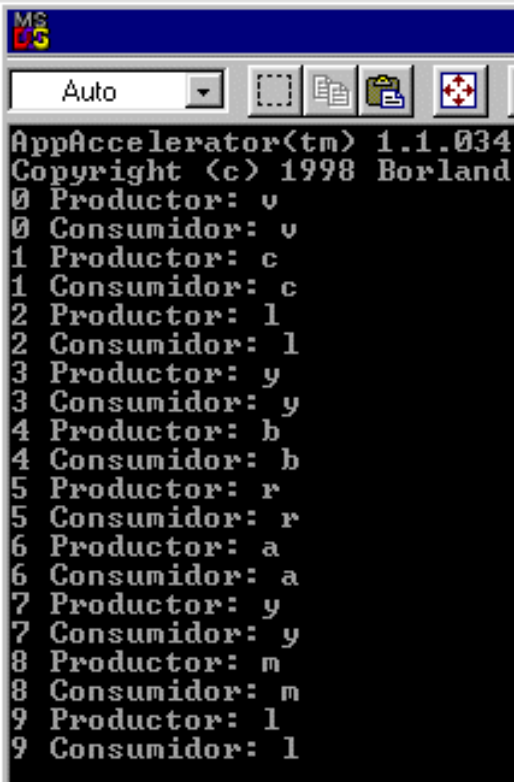 MS
DOS
Auto
AppAccelerator(tm) 1.1.034
Copyright (c) 1998 Borland
0 Productor: v
0 Consumidor: v
1 Productor: c
1 Consumidor: c
2 Productor: l
2 Consumidor: l
3 Productor: y
3 Consumidor: y
4 Productor: b
4 Consumidor: b
5 Productor: r
5 Consumidor: r
6 Productor: a
6 Consumidor: a
7 Productor: y
7 Consumidor: y
8 Productor: m
8 Consumidor: m
9 Productor: l
9 Consumidor: l